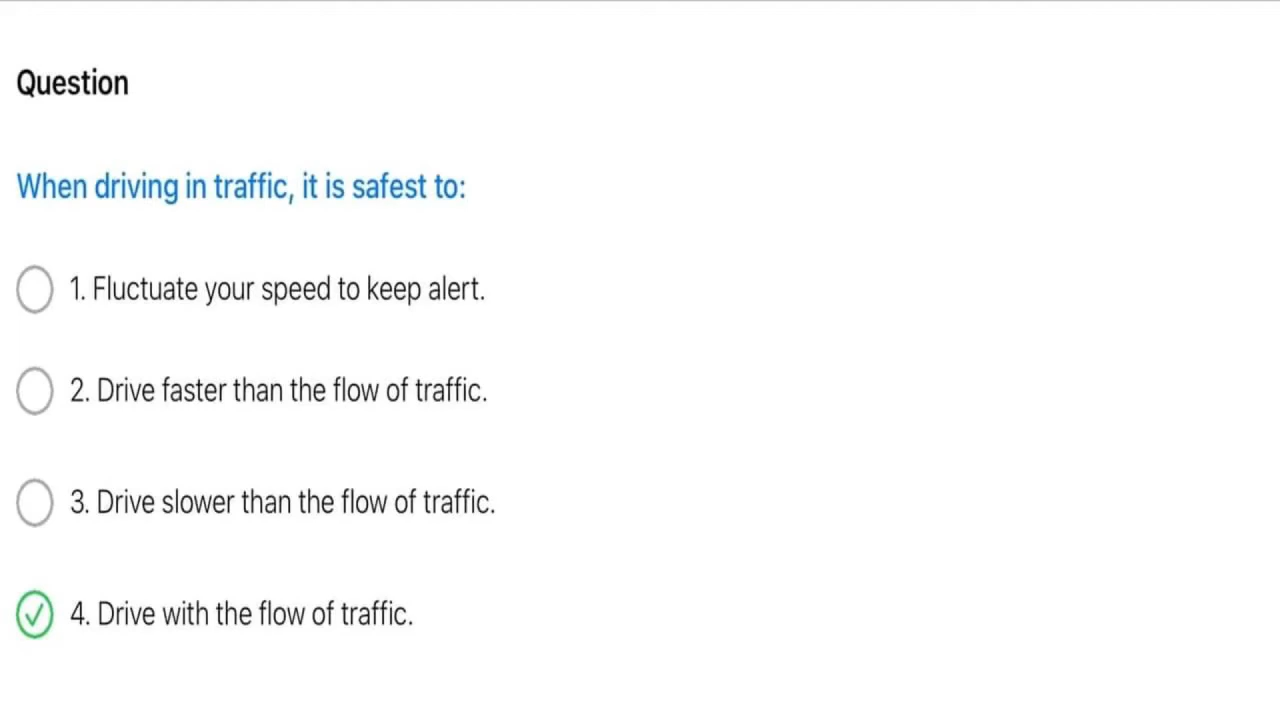 Question
When driving in traffic, it is safest to:
1. Fluctuate your speed to keep alert.
2. Drive faster than the flow of traffic.
3. Drive slower than the flow of traffic.
4. Drive with the flow of traffic.